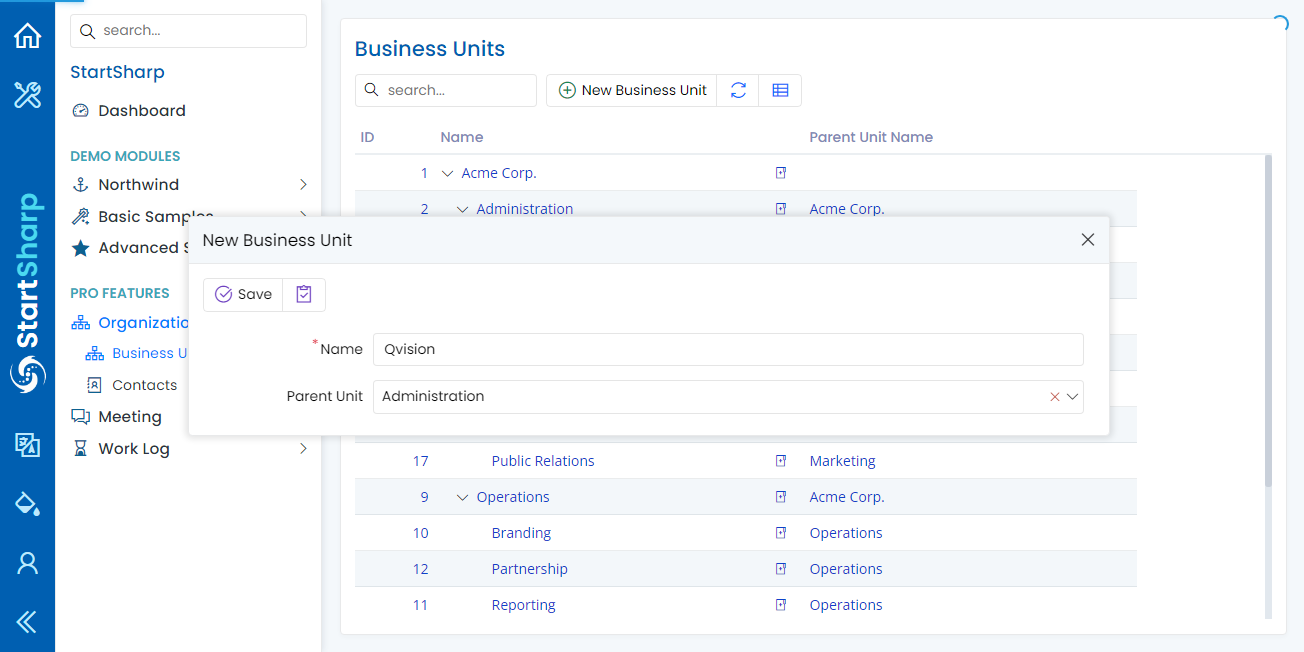 search...
StartSharp
Dashboard
DEMO MODULES
Northwind
Basic Samples
Advanced S
PRO FEATURES
Organizatio
Business U
Contacts
Meeting
Work Log
StartSharp
Business Units
search...
New Business Unit
ID Name Parent Unit Name
1 Acme Corp.
2 Administration Acme Corp.
New Business Unit
Save
*Name Qvision
Parent Unit Administration
17 Public Relations Marketing
9 Operations Acme Corp.
10 Branding Operations
12 Partnership Operations
11 Reporting Operations